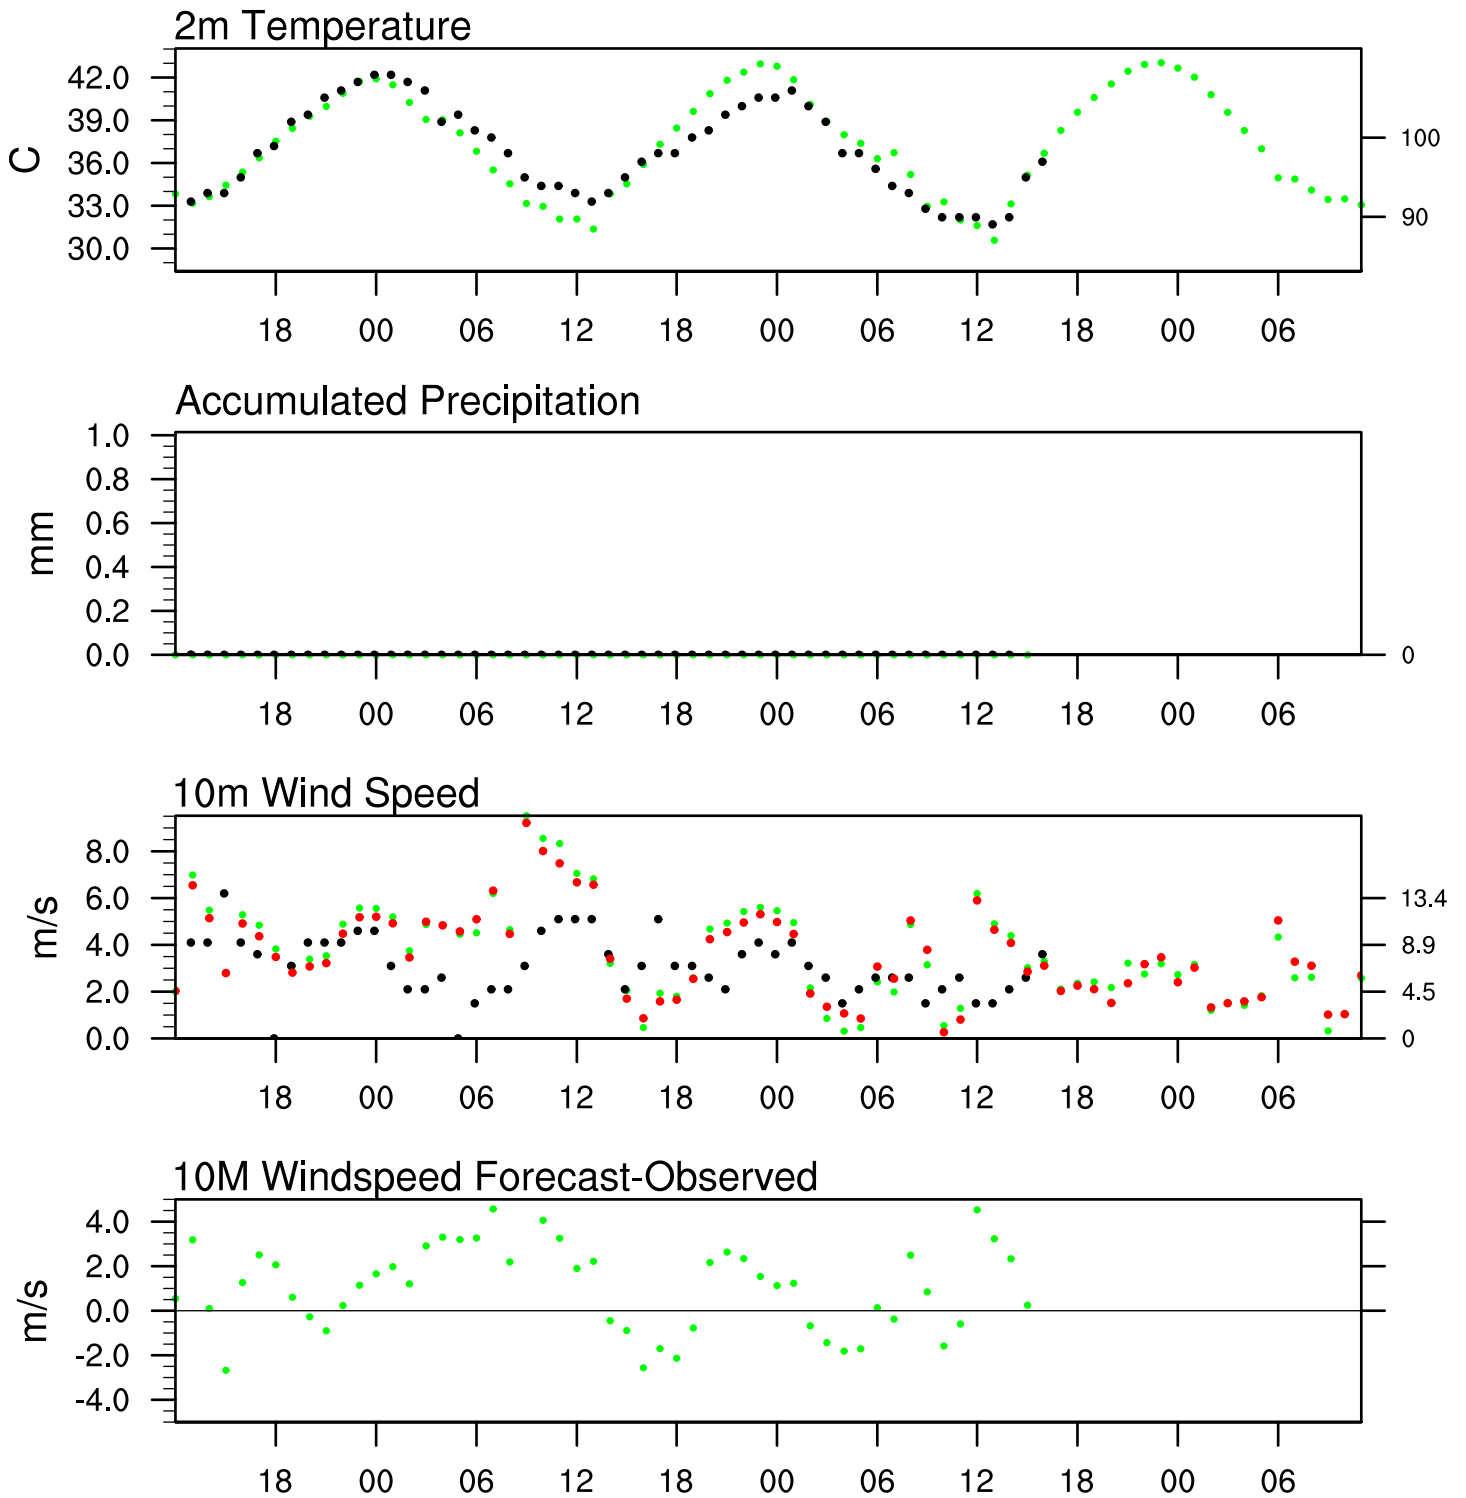 2m Temperature
42.0
39.0
36.0
33.0
30.0
C
100
90
18 00 06 12 18 00 06 12 18 00 06
Accumulated Precipitation
1.0
0.8
0.6
0.4
0.2
0.0
mm
0
18 00 06 12 18 00 06 12 18 00 06
10m Wind Speed
8.0
6.0
4.0
2.0
0.0
m/s
13.4
8.9
4.5
0
18 00 06 12 18 00 06 12 18 00 06
10M Windspeed Forecast-Observed
4.0
2.0
0.0
-2.0
-4.0
m/s
18 00 06 12 18 00 06 12 18 00 06